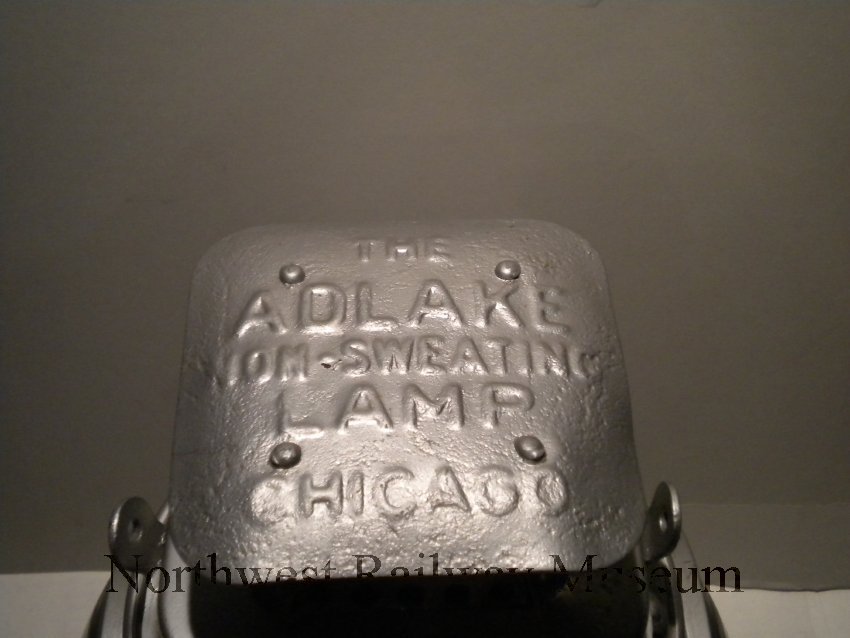 THE
ADLAKE
NON-SWEATING
LAMP
CHICAGO
Northwest Railway Museum